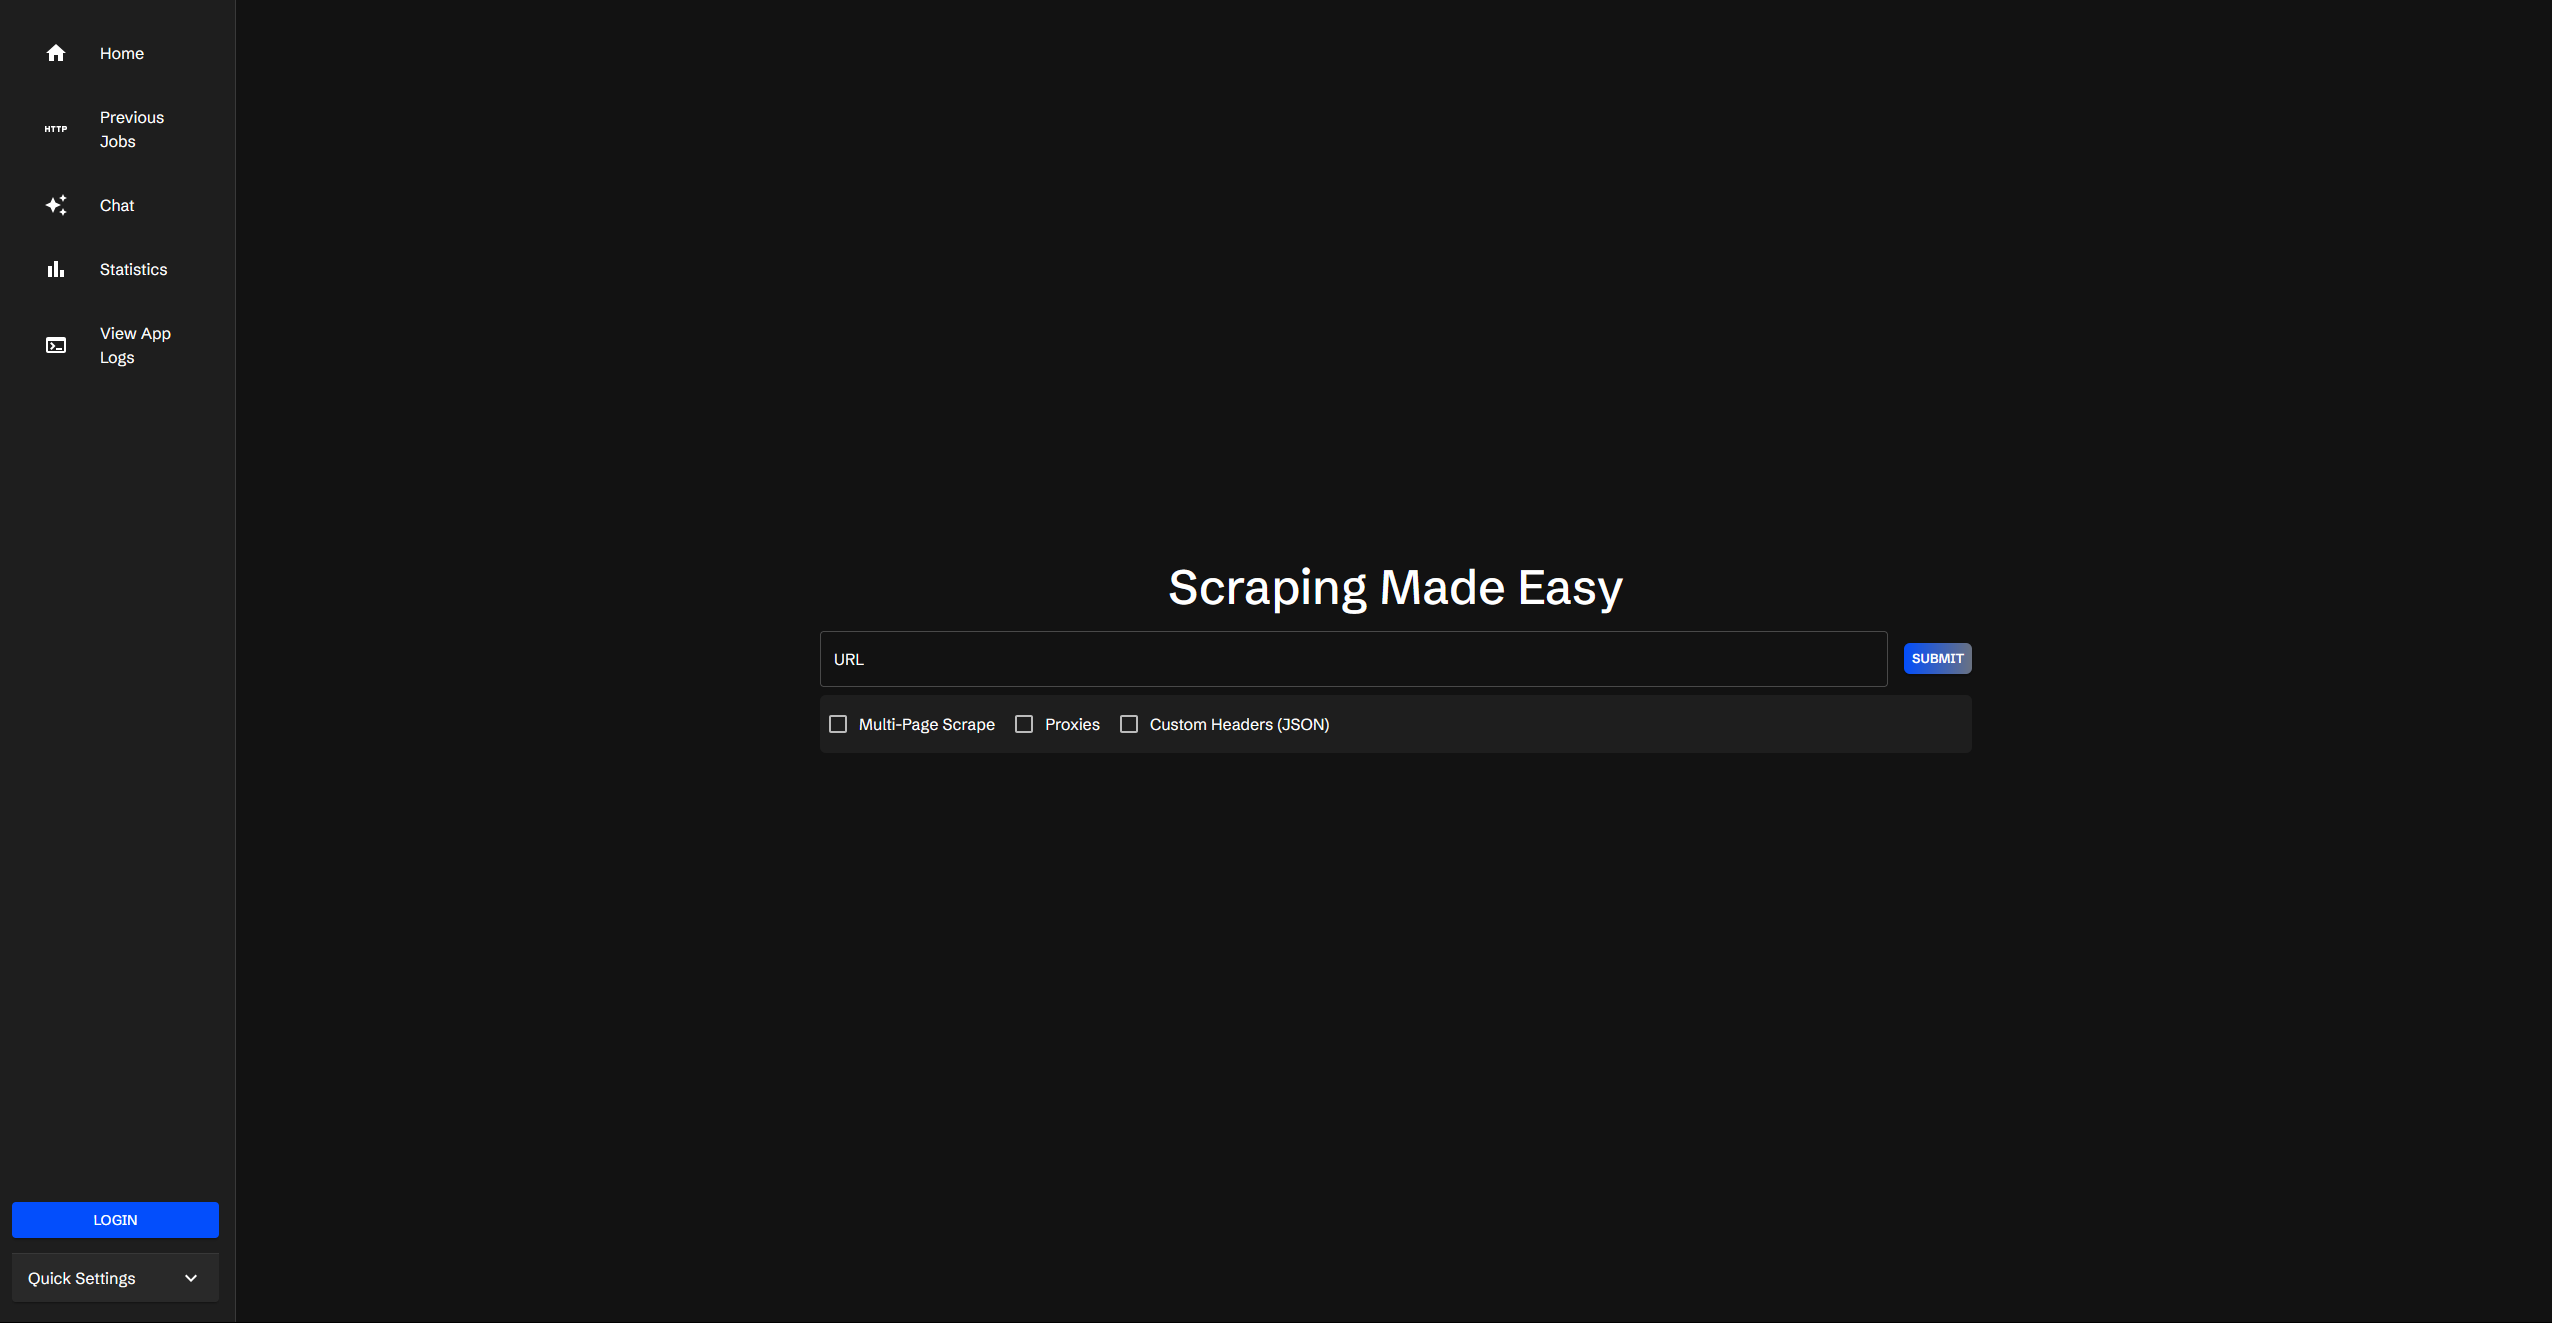 Home
HTTP
Previous
Jobs
Chat
Statistics
View App
Logs
Scraping Made Easy
URL
SUBMIT
Multi-Page Scrape
Proxies
Custom Headers (JSON)
LOGIN
Quick Settings